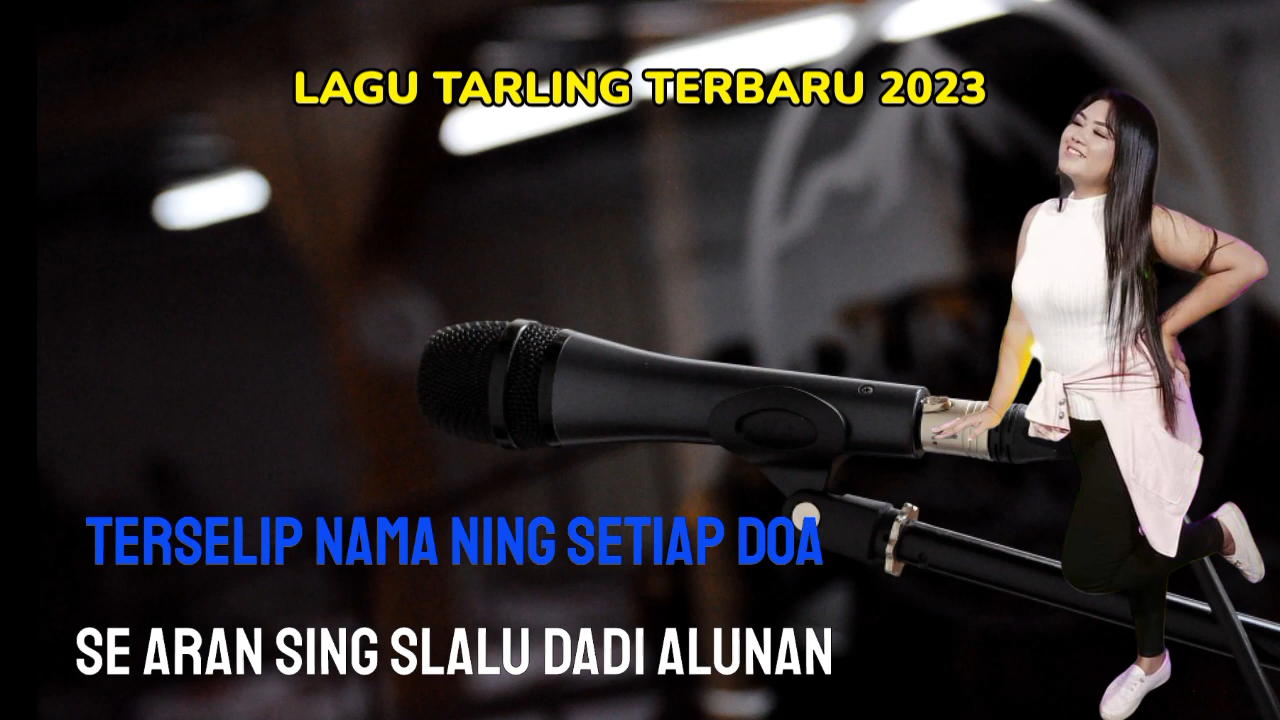 LAGU TARLING TERBARU 2023
TERSELIP NAMA NING SETIAP DOA
SE ARAN SING SLALU DADI ALUNAN